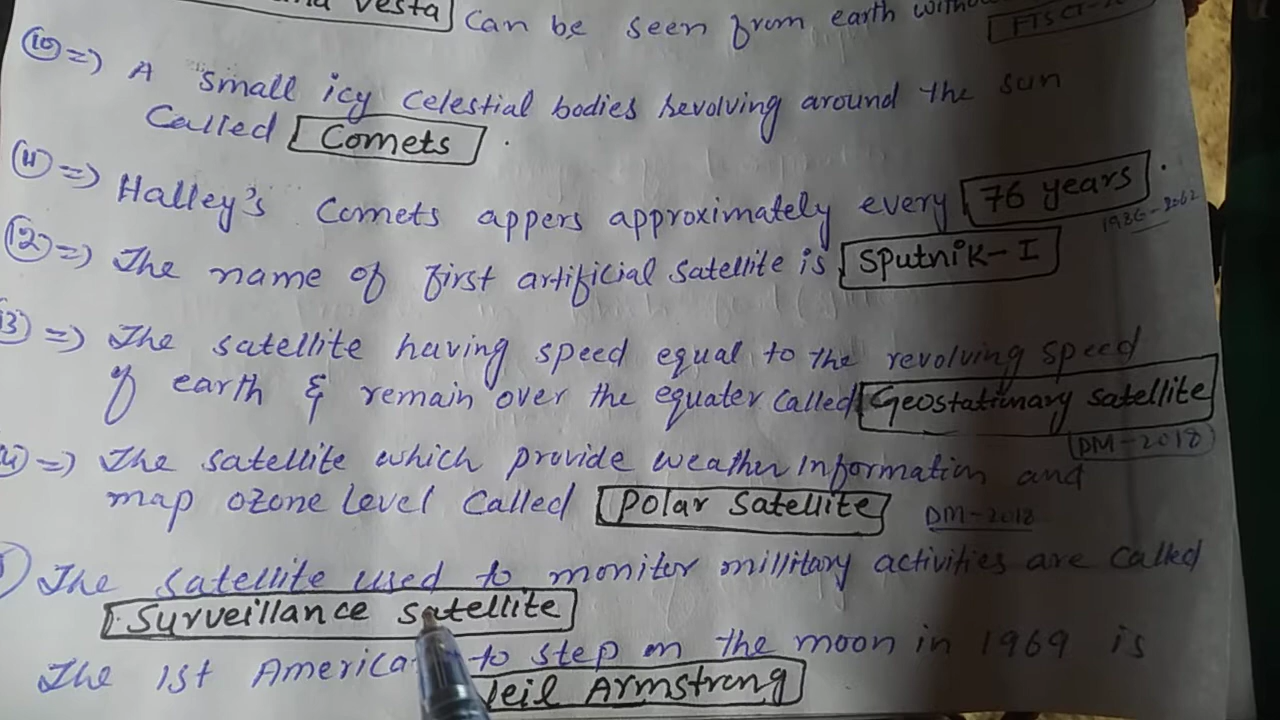 Vesta Can be seen from earth
10 => A small icy Celestial bodies revolving around the sun
Called Comets .
11 => Halley's Comets appers approximately every 76 years .
1986-2062
12 => The name of first artificial satellite is Sputnik-I
13 => The satellite having speed equal to the revolving speed
of earth & remain over the equater called Geostationary Satellite
DM-2018
=> The satellite which provide weather Information and
map ozone Level Called Polar Satellite DM-2018
The satellite used to monitor millitary activities are called
Surveillance satellite
The 1st America to step on the moon in 1969 is
eil Armstrong